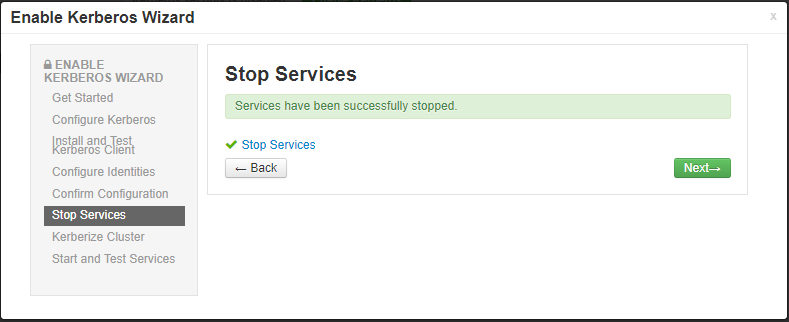 Enable Kerberos Wizard
x
ENABLE
KERBEROS WIZARD
Get Started
Configure Kerberos
Install and Test
Kerberos Client
Configure Identities
Confirm Configuration
Stop Services
Kerberize Cluster
Start and Test Services
Stop Services
Services have been successfully stopped.
Stop Services
← Back
Next→